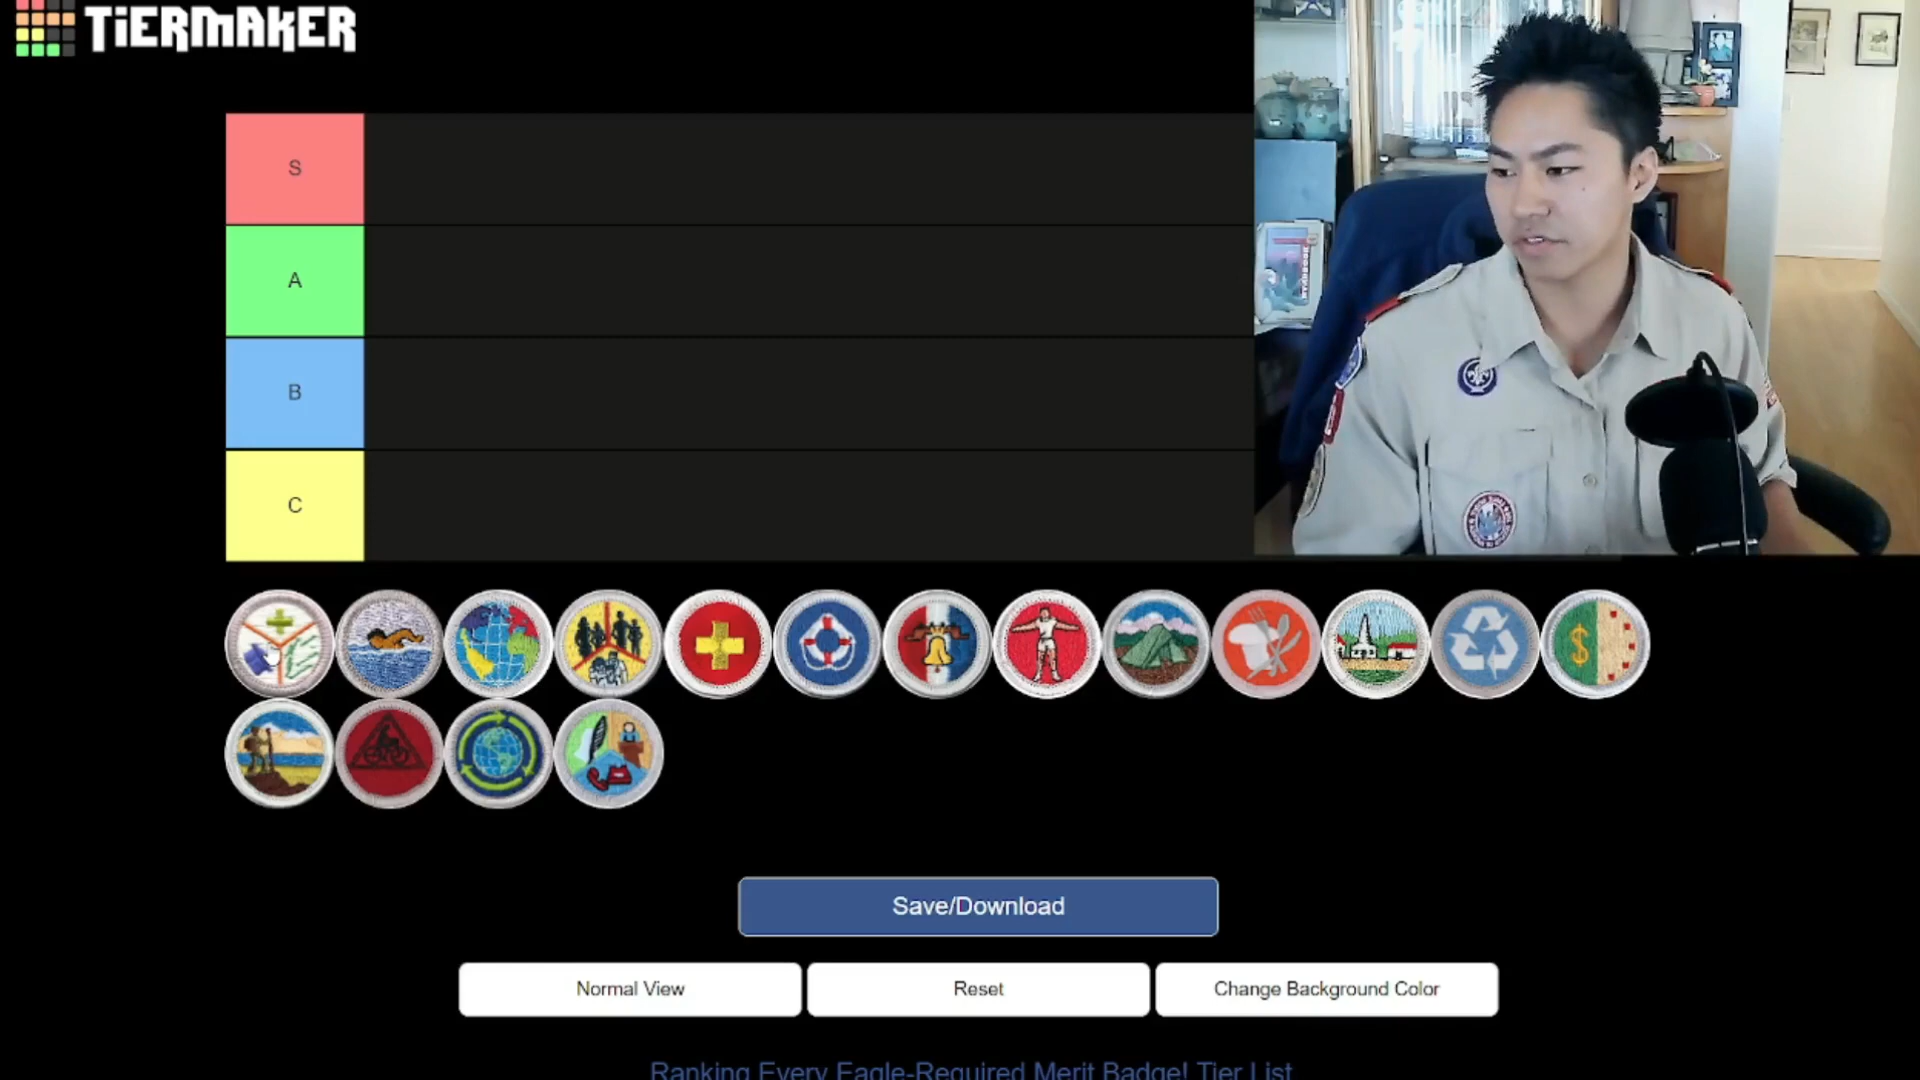 TiERMAKER
S
A
B
C
Save/Download
Normal View
Reset
Change Background Color
Ranking Every Eagle-Required Merit Badge! Tier List